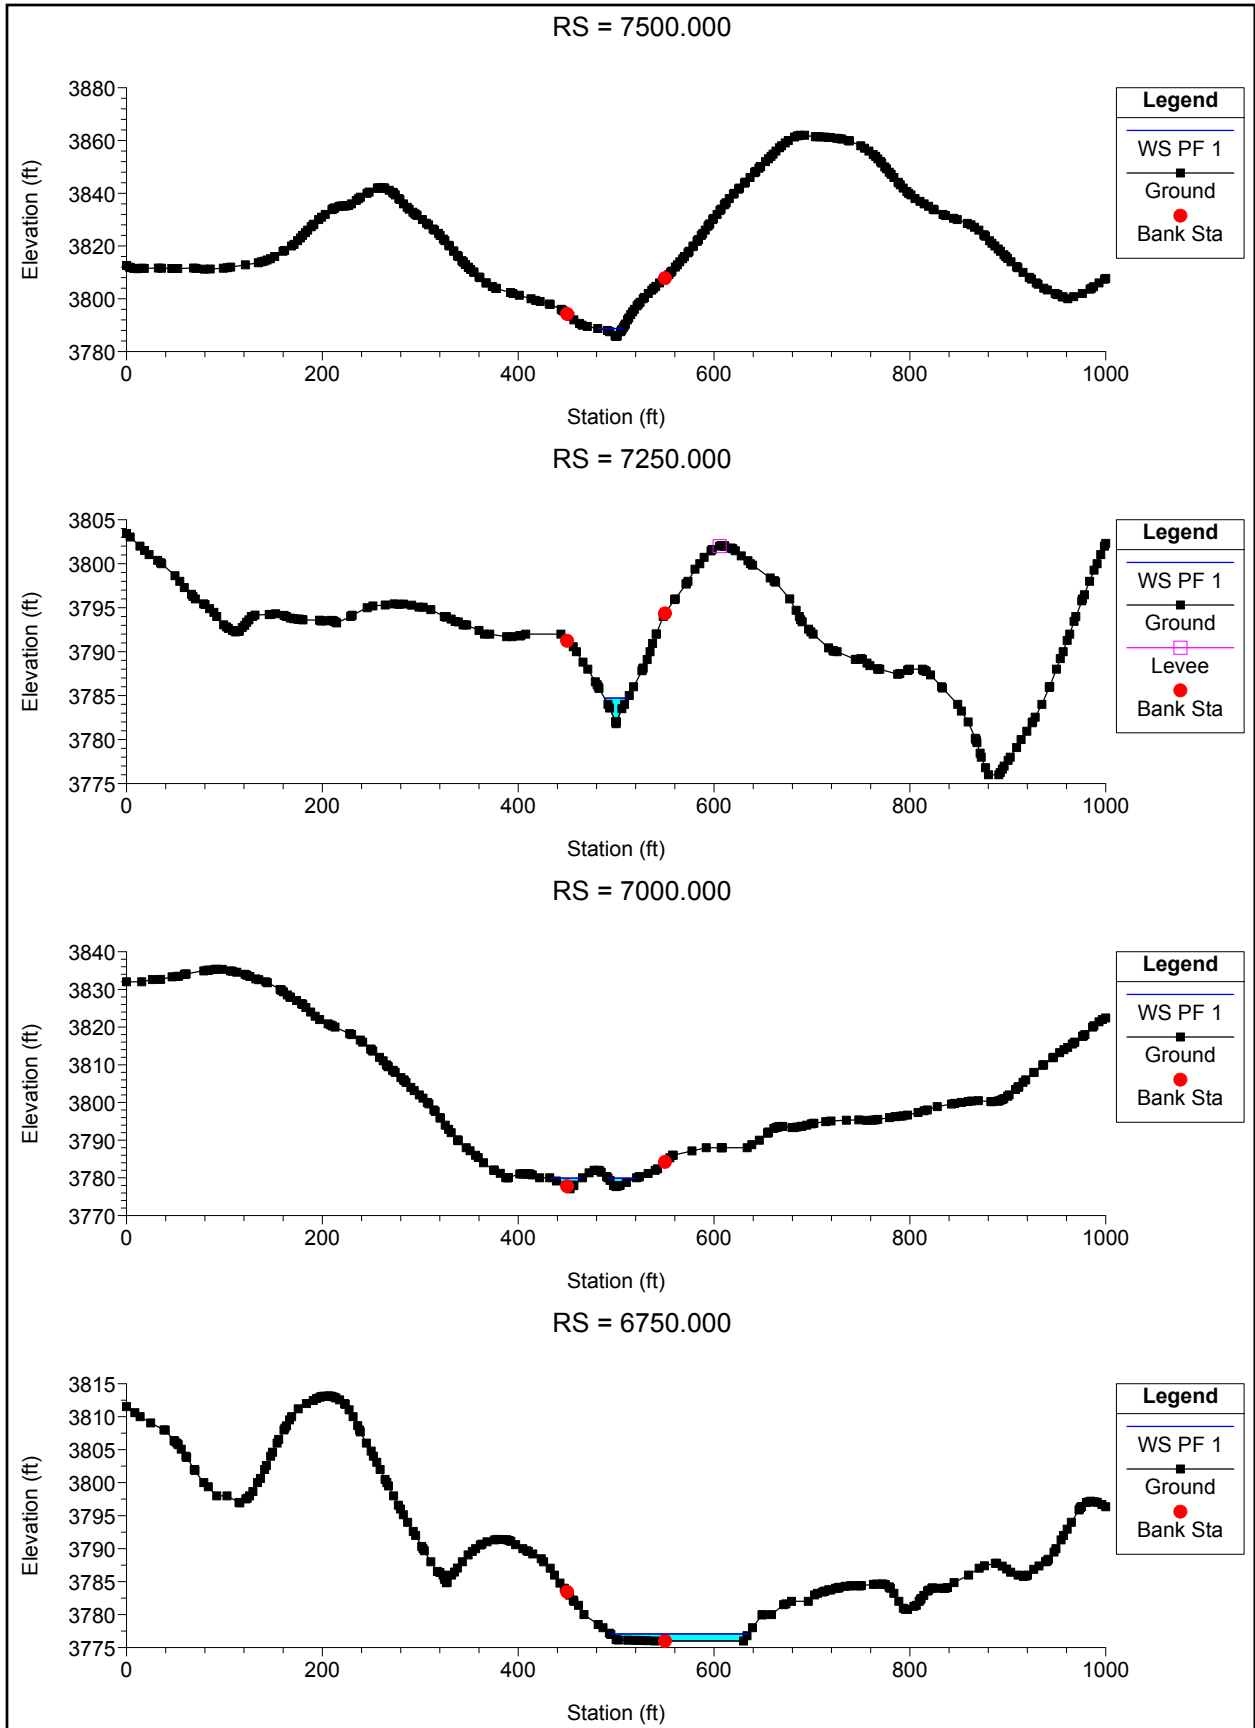 RS = 7500.000
Elevation (ft)
3880
3860
3840
3820
3800
3780
0 200 400 600 800 1000
Station (ft)
Legend
WS PF 1
Ground
Bank Sta
RS = 7250.000
Elevation (ft)
3805
3800
3795
3790
3785
3780
3775
0 200 400 600 800 1000
Station (ft)
Legend
WS PF 1
Ground
Levee
Bank Sta
RS = 7000.000
Elevation (ft)
3840
3830
3820
3810
3800
3790
3780
3770
0 200 400 600 800 1000
Station (ft)
Legend
WS PF 1
Ground
Bank Sta
RS = 6750.000
Elevation (ft)
3815
3810
3805
3800
3795
3790
3785
3780
3775
0 200 400 600 800 1000
Station (ft)
Legend
WS PF 1
Ground
Bank Sta